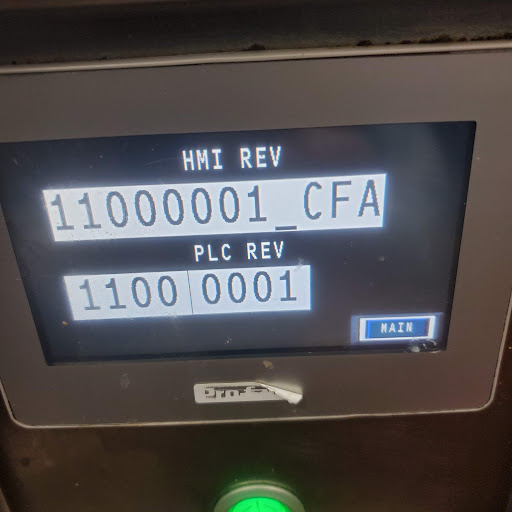 HMI REV
11000001_CFA
PLC REV
1100 0001
MAIN